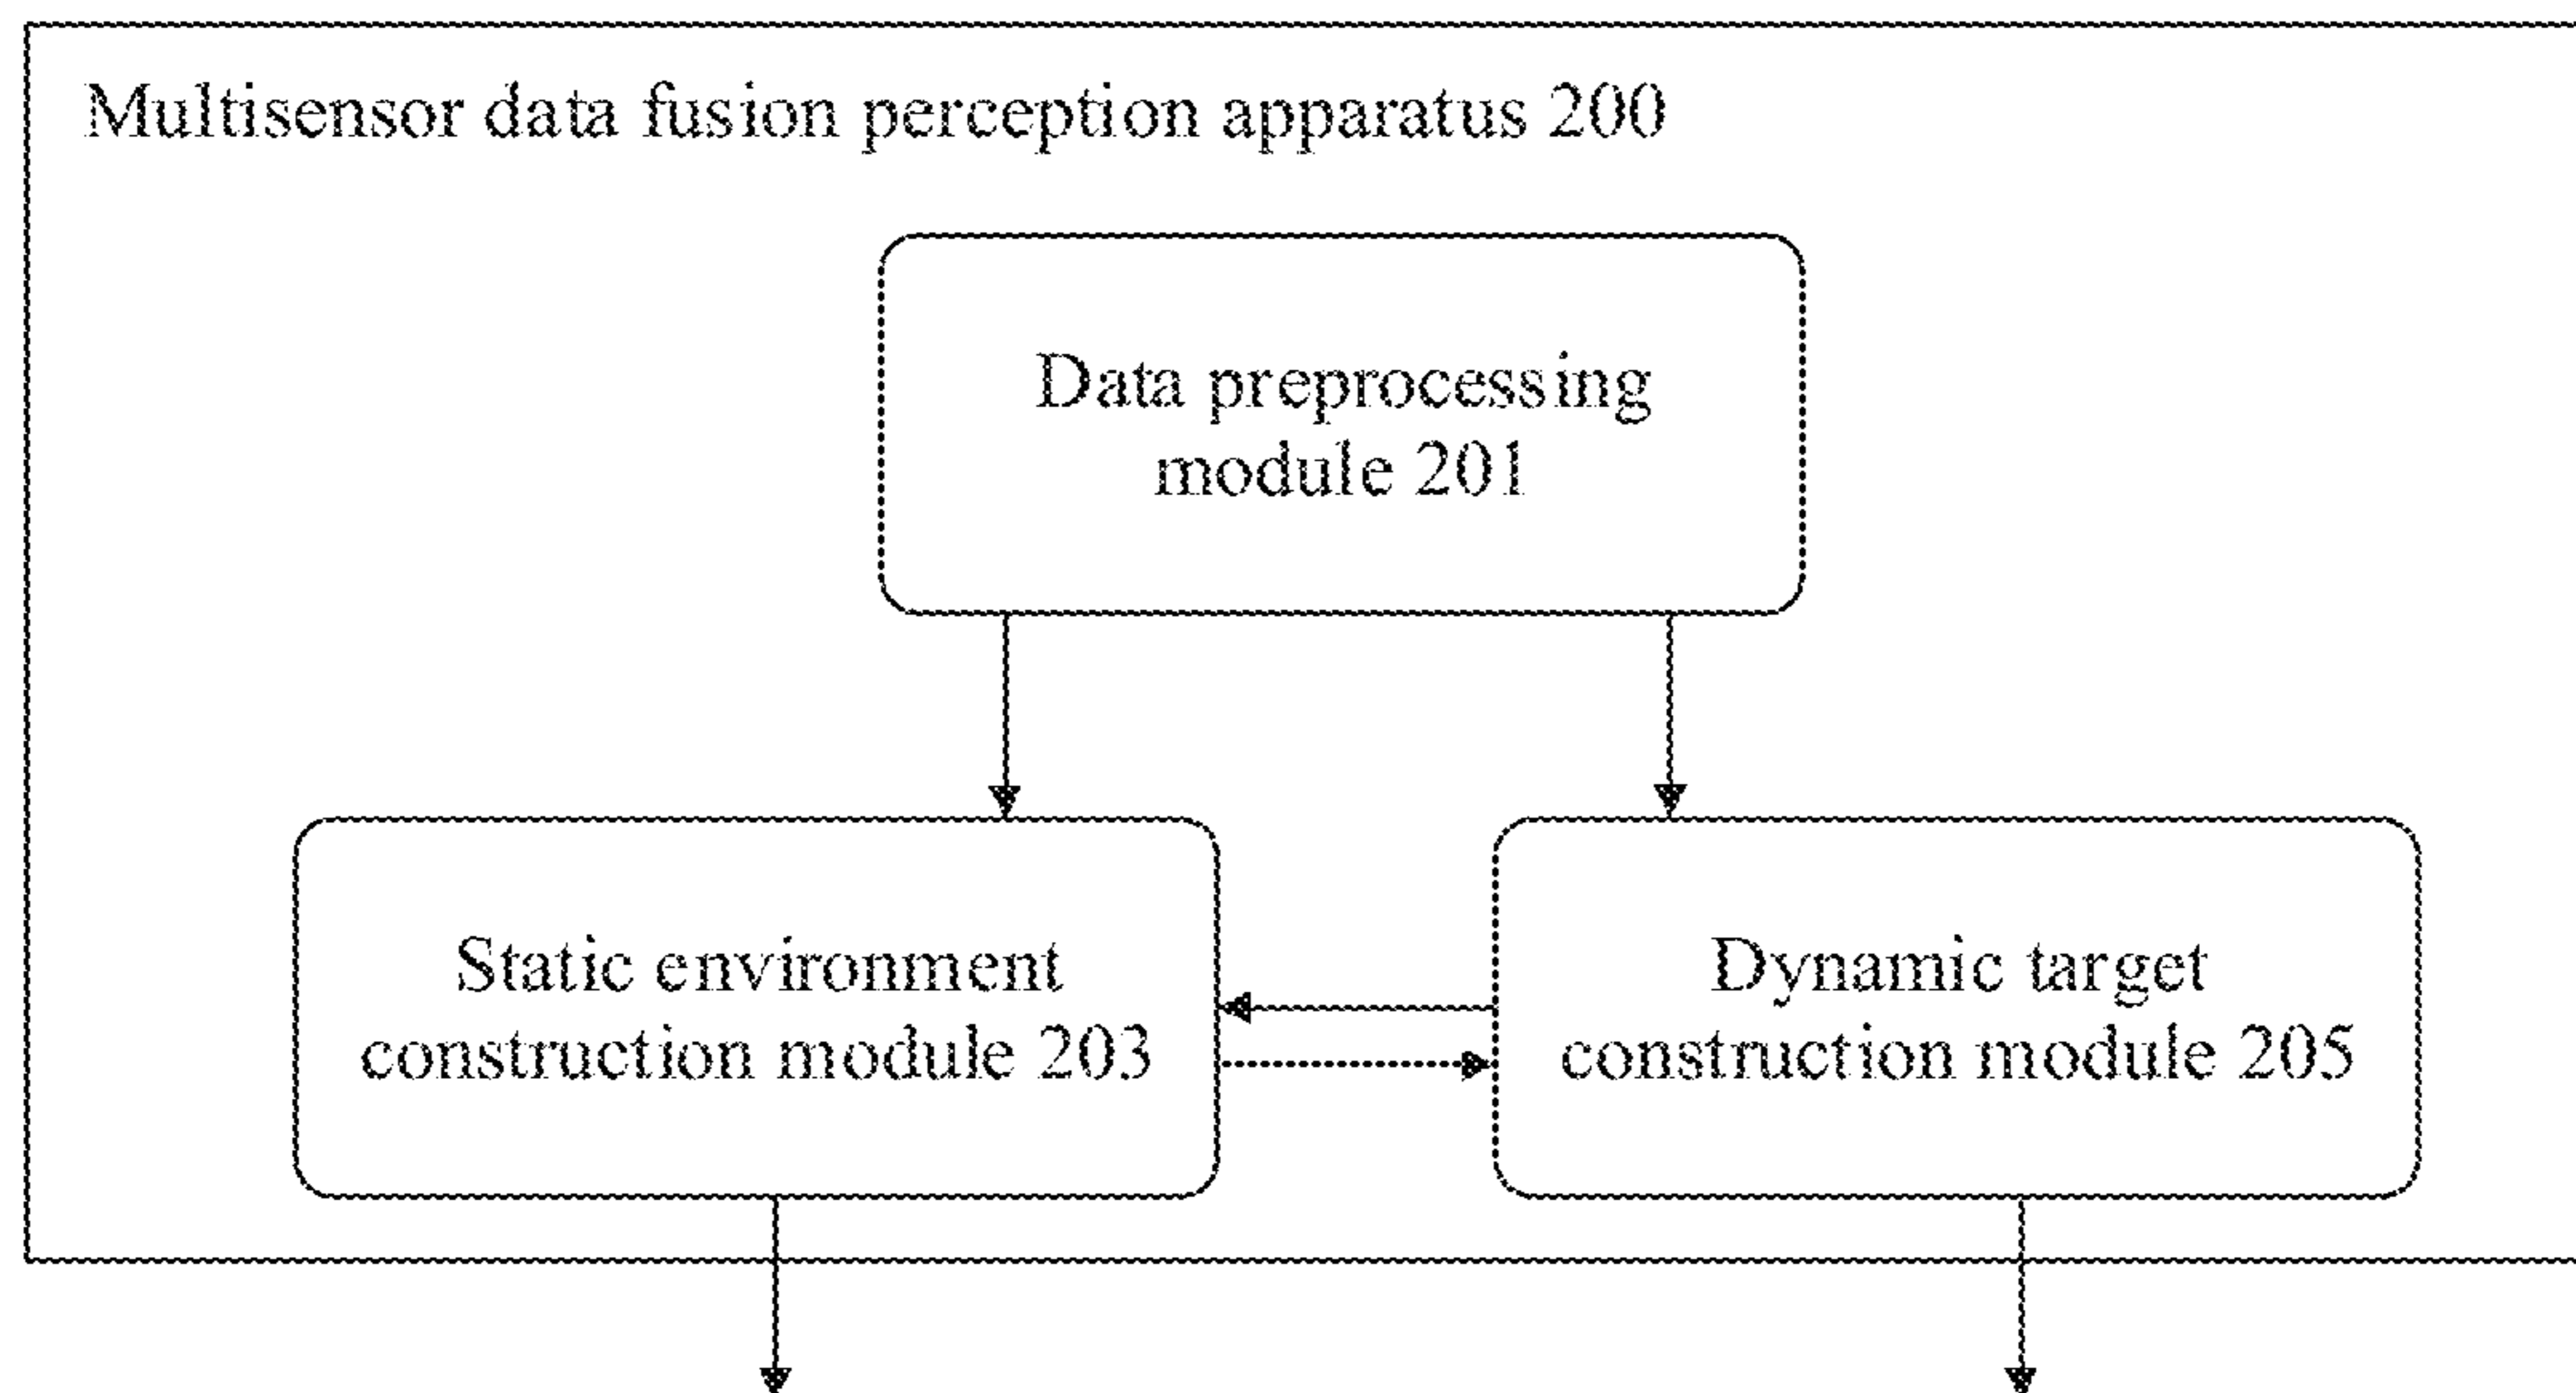 Multisensor data fusion perception apparatus 200
Data preprocessing
module 201
Static environment
construction module 203
Dynamic target
construction module 205